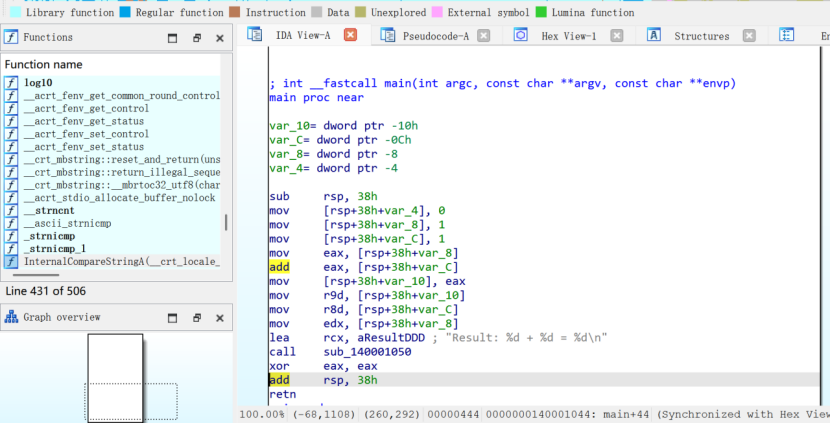 Library function Regular function Instruction Data Unexplored External symbol Lumina function
Functions
IDA View-A Pseudocode-A Hex View-1 Structures En
Function name
log10
__acrt_fenv_get_common_round_control
__acrt_fenv_get_control
__acrt_fenv_get_status
__acrt_fenv_set_control
__acrt_fenv_set_status
__crt_mbstring::reset_and_return(uns
__crt_mbstring::return_illegal_seque
__crt_mbstring::__mbrtoc32_utf8(char
__acrt_stdio_allocate_buffer_nolock
__strncnt
__ascii_strnicmp
_strnicmp
_strnicmp_l
InternalCompareStringA(__crt_locale_
Line 431 of 506
Graph overview
; int __fastcall main(int argc, const char **argv, const char **envp)
main proc near
var_10= dword ptr -10h
var_C= dword ptr -0Ch
var_8= dword ptr -8
var_4= dword ptr -4
sub rsp, 38h
mov [rsp+38h+var_4], 0
mov [rsp+38h+var_8], 1
mov [rsp+38h+var_C], 1
mov eax, [rsp+38h+var_8]
add eax, [rsp+38h+var_C]
mov [rsp+38h+var_10], eax
mov r9d, [rsp+38h+var_10]
mov r8d, [rsp+38h+var_C]
mov edx, [rsp+38h+var_8]
lea rcx, aResultDDD ; "Result: %d + %d = %d\n"
call sub_140001050
xor eax, eax
add rsp, 38h
retn
100.00% (-68,1108) (260,292) 00000444 0000000140001044: main+44 (Synchronized with Hex View